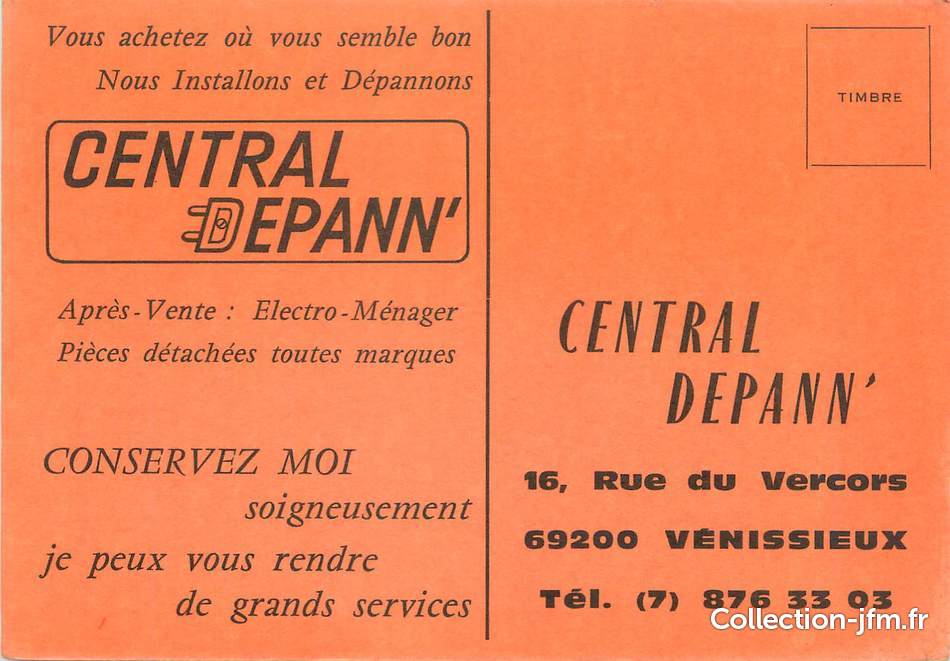 Vous achetez où vous semble bon
Nous Installons et Dépannons
CENTRAL
DEPANN'
Après-Vente : Electro-Ménager
Pièces détachées toutes marques
CONSERVEZ MOI
soigneusement
je peux vous rendre
de grands services
TIMBRE
CENTRAL
DEPANN'
16, Rue du Vercors
69200 VÉNISSIEUX
Tél. (7) 876 33 03
Collection-jfm.fr